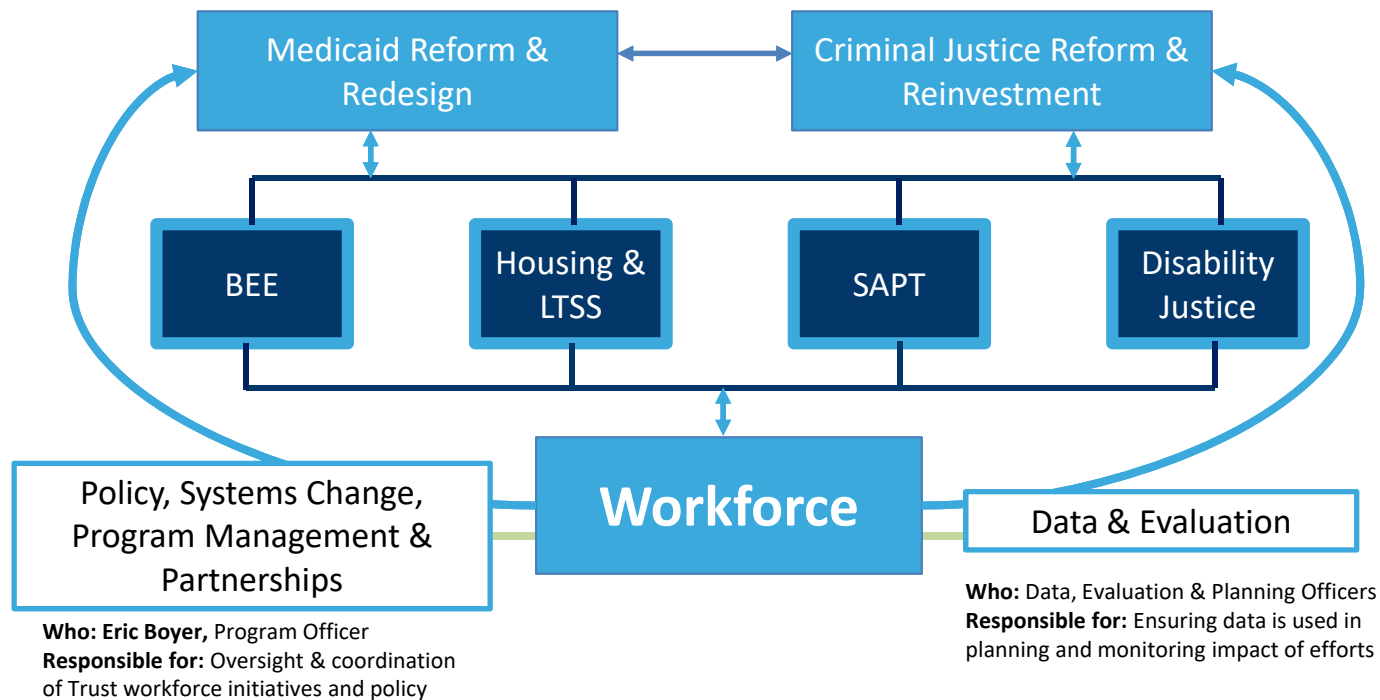 Medicaid Reform &
Redesign
Criminal Justice Reform &
Reinvestment
BEE
Housing &
LTSS
SAPT
Disability
Justice
Workforce
Policy, Systems Change,
Program Management &
Partnerships
Data & Evaluation
Who: Eric Boyer, Program Officer
Responsible for: Oversight & coordination
of Trust workforce initiatives and policy
Who: Data, Evaluation & Planning Officers
Responsible for: Ensuring data is used in
planning and monitoring impact of efforts